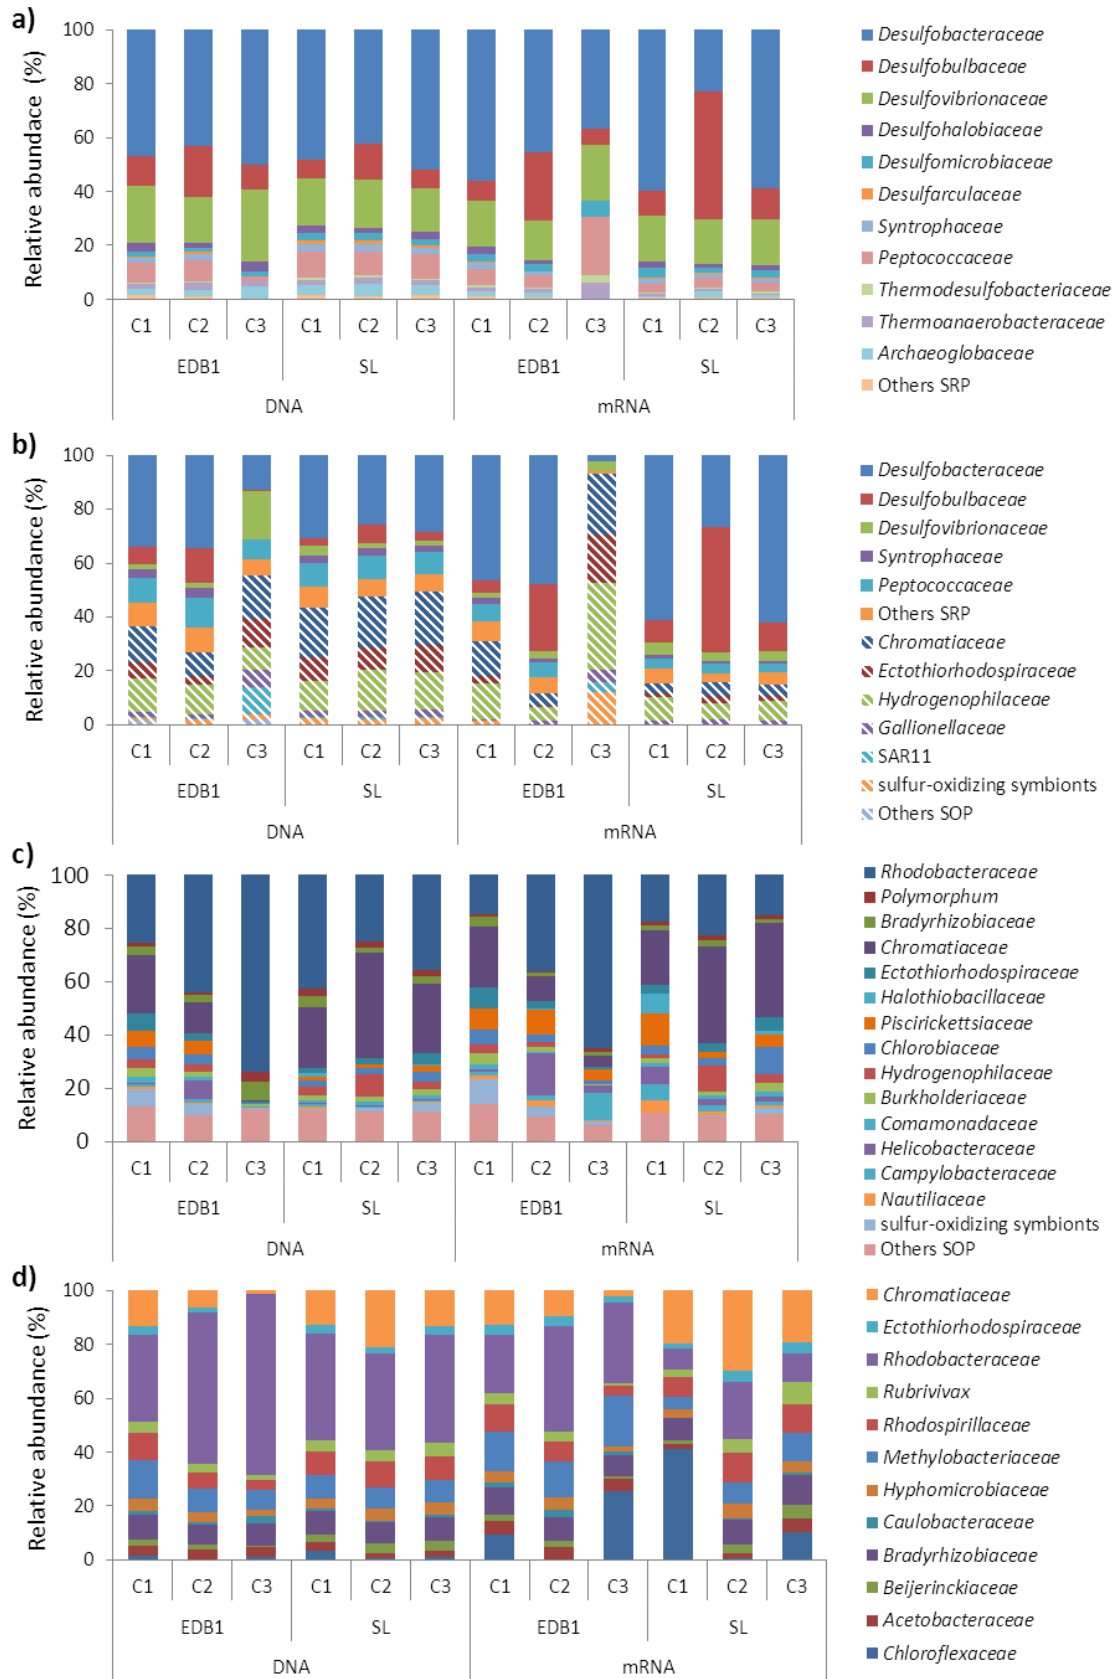 a)
Relative abundace (%)
100
80
60
40
20
0
C1 C2 C3 C1 C2 C3 C1 C2 C3 C1 C2 C3
EDB1 SL EDB1 SL
DNA mRNA
Desulfobacteraceae
Desulfobulbaceae
Desulfovibrionaceae
Desulfohalobiaceae
Desulfomicrobiaceae
Desulfarculaceae
Syntrophaceae
Peptococcaceae
Thermodesulfobacteriaceae
Thermoanaerobacteraceae
Archaeoglobaceae
Others SRP
b)
Relative abundance (%)
100
80
60
40
20
0
C1 C2 C3 C1 C2 C3 C1 C2 C3 C1 C2 C3
EDB1 SL EDB1 SL
DNA mRNA
Desulfobacteraceae
Desulfobulbaceae
Desulfovibrionaceae
Syntrophaceae
Peptococcaceae
Others SRP
Chromatiaceae
Ectothiorhodospiraceae
Hydrogenophilaceae
Gallionellaceae
SAR11
sulfur-oxidizing symbionts
Others SOP
c)
Relative abundance (%)
100
80
60
40
20
0
C1 C2 C3 C1 C2 C3 C1 C2 C3 C1 C2 C3
EDB1 SL EDB1 SL
DNA mRNA
Rhodobacteraceae
Polymorphum
Bradyrhizobiaceae
Chromatiaceae
Ectothiorhodospiraceae
Halothiobacillaceae
Piscirickettsiaceae
Chlorobiaceae
Hydrogenophilaceae
Burkholderiaceae
Comamonadaceae
Helicobacteraceae
Campylobacteraceae
Nautiliaceae
sulfur-oxidizing symbionts
Others SOP
d)
Relative abundance (%)
100
80
60
40
20
0
C1 C2 C3 C1 C2 C3 C1 C2 C3 C1 C2 C3
EDB1 SL EDB1 SL
DNA mRNA
Chromatiaceae
Ectothiorhodospiraceae
Rhodobacteraceae
Rubrivivax
Rhodospirillaceae
Methylobacteriaceae
Hyphomicrobiaceae
Caulobacteraceae
Bradyrhizobiaceae
Beijerinckiaceae
Acetobacteraceae
Chloroflexaceae